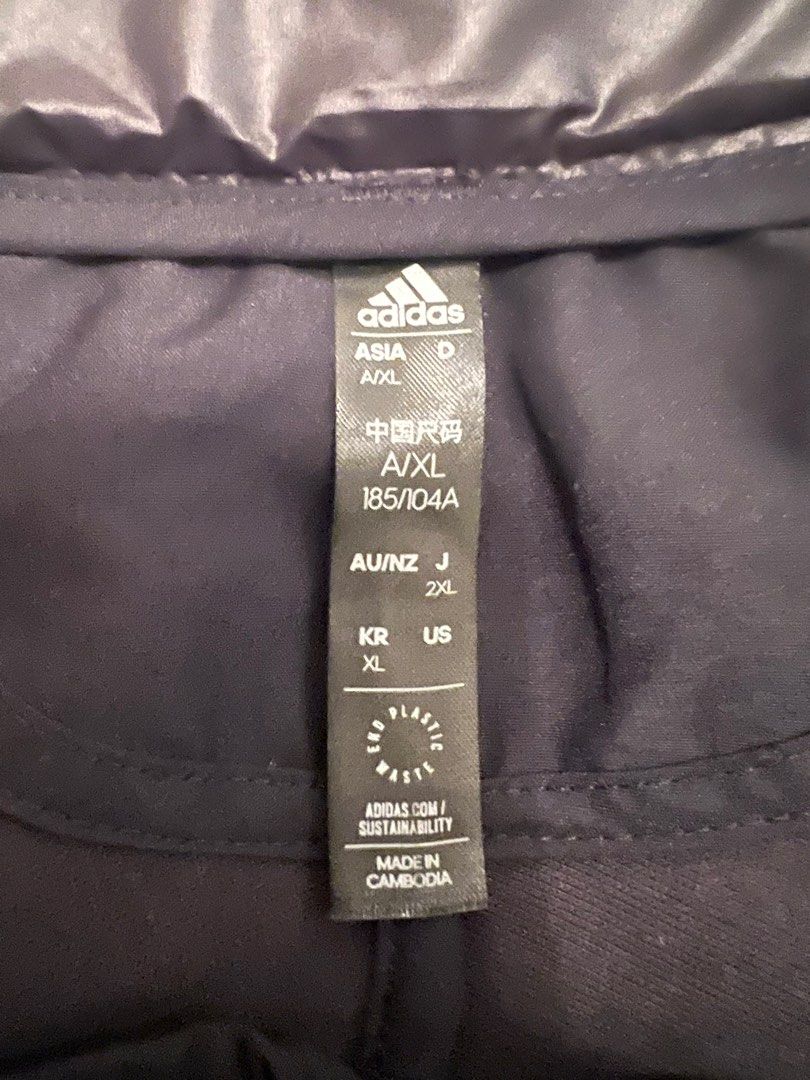 adidas
ASIA D
A/XL
中国尺码
A/XL
185/104A
AU/NZ J
2XL
KR US
XL
END PLASTIC WASTE
ADIDAS.COM/
SUSTAINABILITY
MADE IN
CAMBODIA